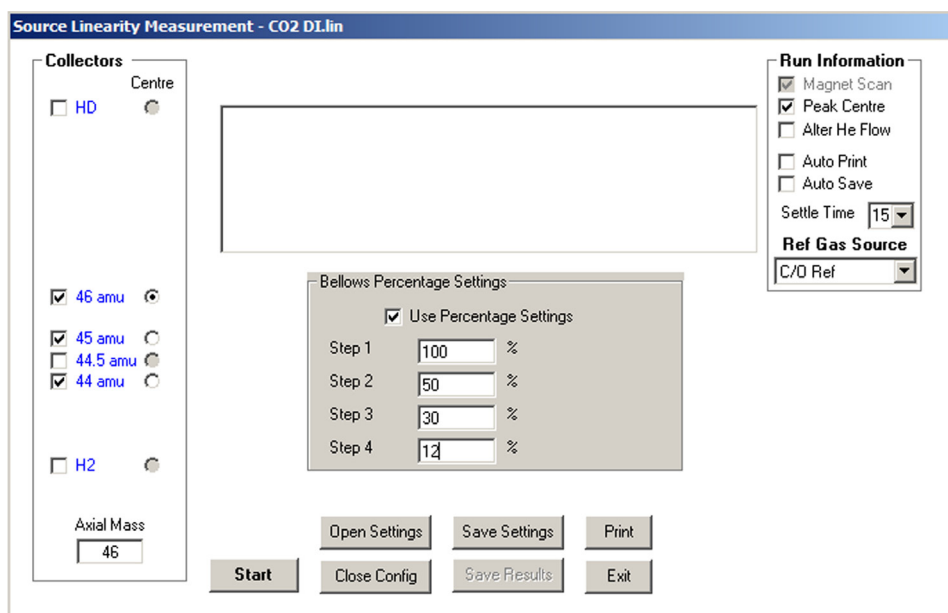 Source Linearity Measurement - CO2 DI.lin
Collectors
Centre
HD
46 amu
45 amu
44.5 amu
44 amu
H2
Axial Mass
46
Bellows Percentage Settings
Use Percentage Settings
Step 1 100 %
Step 2 50 %
Step 3 30 %
Step 4 12 %
Start
Open Settings
Save Settings
Print
Close Config
Save Results
Exit
Run Information
Magnet Scan
Peak Centre
Alter He Flow
Auto Print
Auto Save
Settle Time 15
Ref Gas Source
C/O Ref